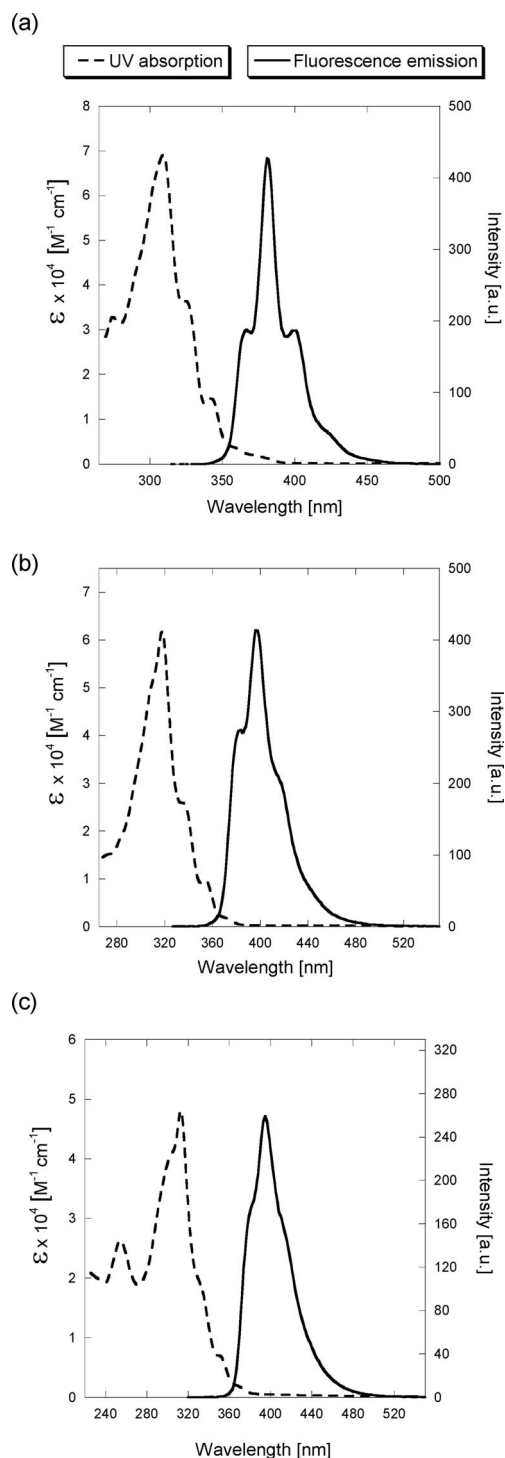 (a)
UV absorption Fluorescence emission
8 500
7
400
6
5
300
4
3
200
2
100
1
0 0
300 350 400 450 500
Wavelength [nm]
ε x 10⁴ [M⁻¹ cm⁻¹]
Intensity [a.u.]
(b)
7 500
6
400
5
300
4
3
200
2
100
1
0 0
280 320 360 400 440 480 520
Wavelength [nm]
ε x 10⁴ [M⁻¹ cm⁻¹]
Intensity [a.u.]
(c)
6
320
5
280
240
4
200
3
160
2
120
80
1
40
0 0
240 280 320 360 400 440 480 520
Wavelength [nm]
ε x 10⁴ [M⁻¹ cm⁻¹]
Intensity [a.u.]